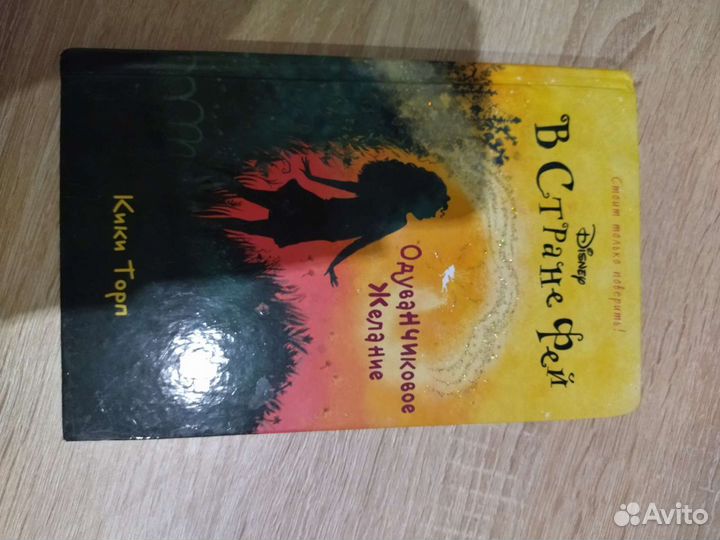 Стоит только поверить!
Disney
В Стране Фей
Одуванчиковое
Желание
Кики Торп
Avito